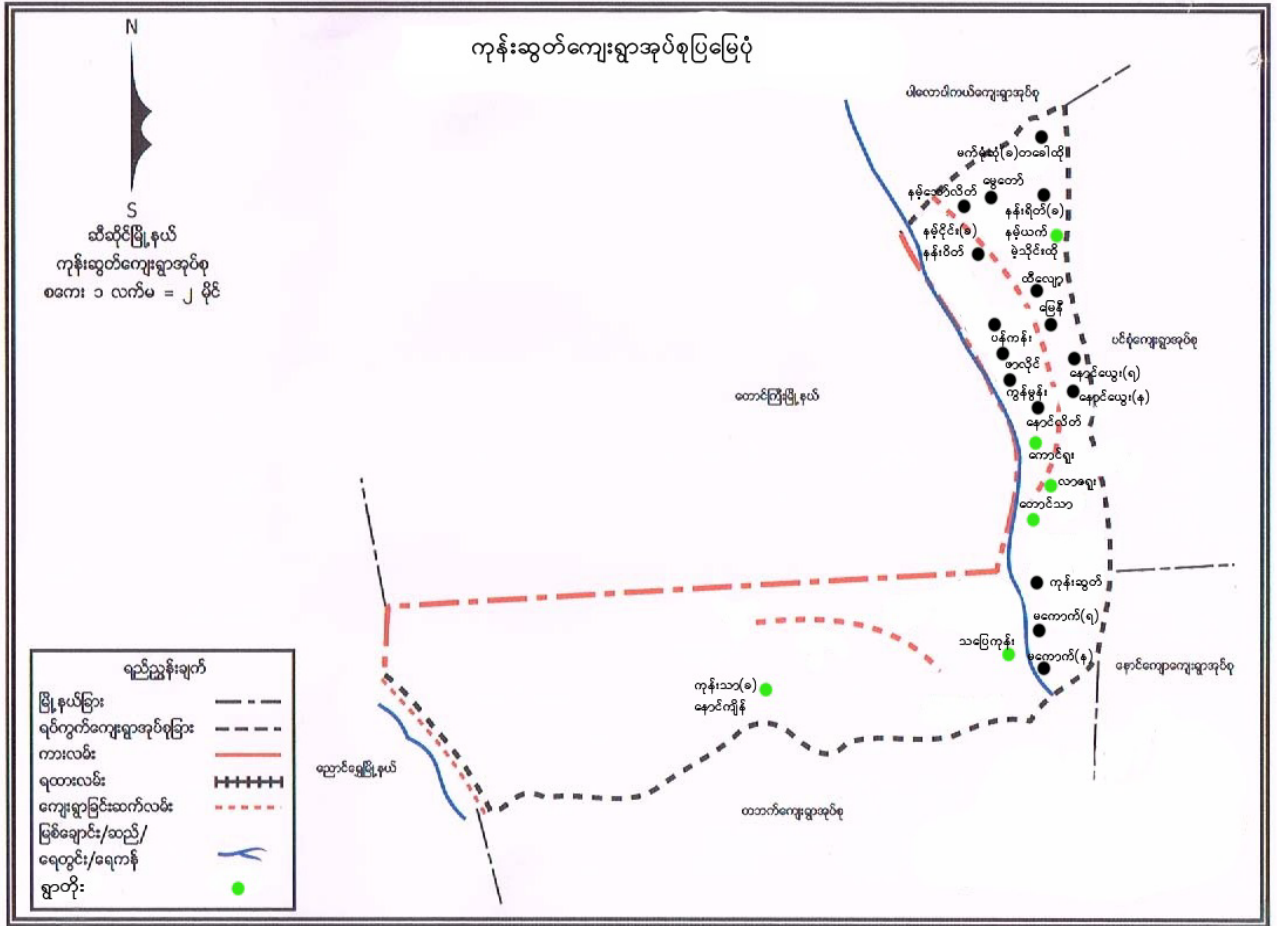 N
ကုန်းဆွတ်ကျေးရွာအုပ်စုပြမြေပုံ
S
ဆီဆိုင်မြို့နယ်
ကုန်းဆွတ်ကျေးရွာအုပ်စု
စကေး ၁ လက်မ = ၂ မိုင်
ပါလောပါကယ်ကျေးရွာအုပ်စု
မွေတော်
နန်းရိတ်(ခ)
နမ့်ယက်
နမ့်ငိုင်း(ခ)
နန်းဝိတ်
ထီလျော့
မြေနီ
ပန်ကန်း
ဖာလိုင်
ကွန်မွန်း
ပင်စုံကျေးရွာအုပ်စု
နောင်ယွေး(ရ)
နောင်ယွေး(န)
နောင်လိတ်
တောင်ကြီးမြို့နယ်
ကောင်ရှး
တောင်သာ
ကုန်းဆွတ်
မကောက်(ရ)
သပြေကုန်း
မကောက်(န)
နောင်ကျောကျေးရွာအုပ်စု
ကုန်းသာ(ခ)
နောင်ကျိန်
ညောင်ရွှေမြို့နယ်
တဘက်ကျေးရွာအုပ်စု
ရည်ညွှန်းချက်
မြို့နယ်ခြား
ရပ်ကွက်ကျေးရွာအုပ်စုခြား
ကားလမ်း
ရထားလမ်း
ကျေးရွာခြင်းဆက်လမ်း
မြစ်ချောင်း/ဆည်/
ရေတွင်း/ရေကန်
ရွာတိုး